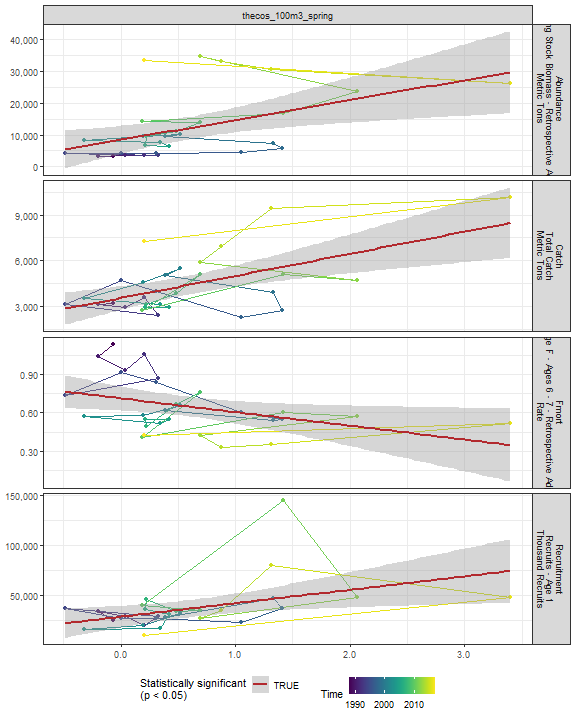 thecos_100m3_spring
40,000
30,000
20,000
10,000
0
Abundance
Stock Biomass - Retrospective
Metric Tons
9,000
6,000
3,000
Catch
Total Catch
Metric Tons
0.90
0.60
0.30
Fmort
F - Ages 6 - 7 - Retrospective Ad
Rate
150,000
100,000
50,000
Recruitment
Recruits - Age 1
Thousand Recruits
0.0 1.0 2.0 3.0
Statistically significant
(p < 0.05)
TRUE
Time
1990 2000 2010